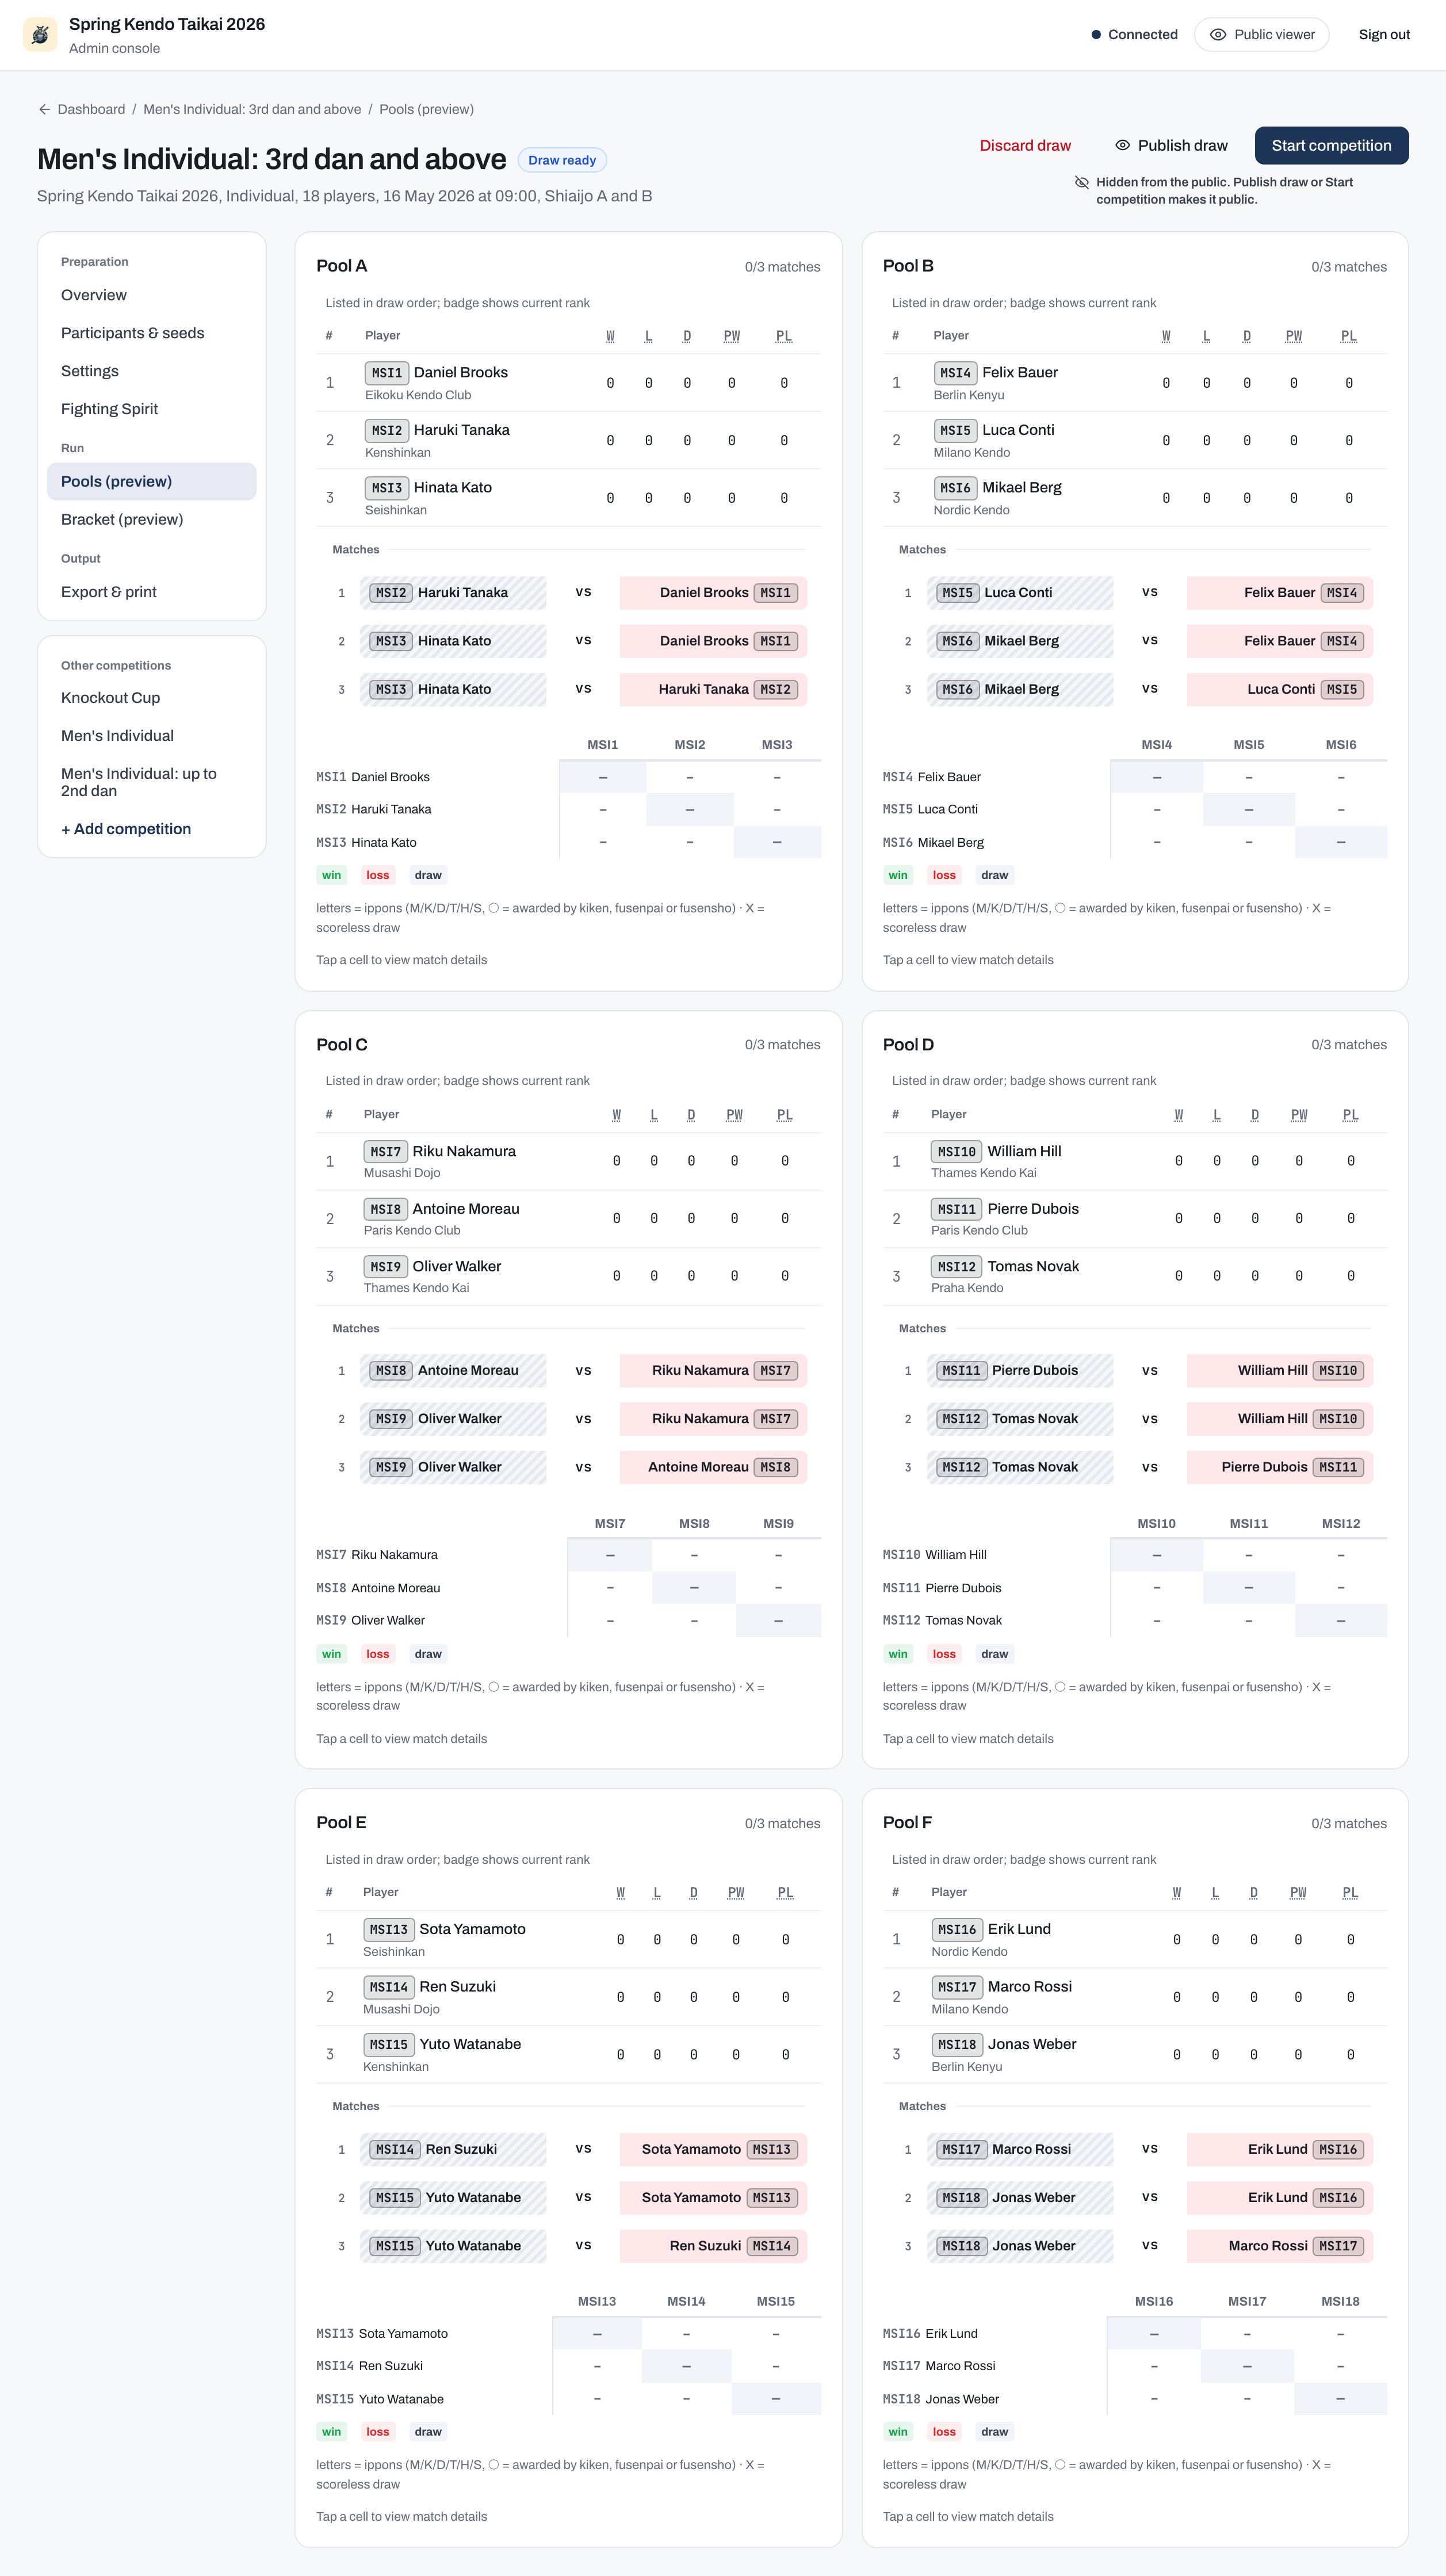 Spring Kendo Taikai 2026
Admin console
Connected
Public viewer
Sign out
← Dashboard / Men's Individual: 3rd dan and above / Pools (preview)
Men's Individual: 3rd dan and above
Draw ready
Spring Kendo Taikai 2026, Individual, 18 players, 16 May 2026 at 09:00, Shiaijo A and B
Discard draw
Publish draw
Start competition
Hidden from the public. Publish draw or Start
competition makes it public.
Preparation
Overview
Participants & seeds
Settings
Fighting Spirit
Run
Pools (preview)
Bracket (preview)
Output
Export & print
Other competitions
Knockout Cup
Men's Individual
Men's Individual: up to
2nd dan
+ Add competition
Pool A 0/3 matches
Listed in draw order; badge shows current rank
# Player W L D PW PL
1 MSI1 Daniel Brooks 0 0 0 0 0
Eikoku Kendo Club
2 MSI2 Haruki Tanaka 0 0 0 0 0
Kenshinkan
3 MSI3 Hinata Kato 0 0 0 0 0
Seishinkan
Matches
1 MSI2 Haruki Tanaka vs Daniel Brooks MSI1
2 MSI3 Hinata Kato vs Daniel Brooks MSI1
3 MSI3 Hinata Kato vs Haruki Tanaka MSI2
MSI1 MSI2 MSI3
MSI1 Daniel Brooks — – –
MSI2 Haruki Tanaka – — –
MSI3 Hinata Kato – – —
win loss draw
letters = ippons (M/K/D/T/H/S, ○ = awarded by kiken, fusenpai or fusensho) · X =
scoreless draw
Tap a cell to view match details
Pool B 0/3 matches
Listed in draw order; badge shows current rank
# Player W L D PW PL
1 MSI4 Felix Bauer 0 0 0 0 0
Berlin Kenyu
2 MSI5 Luca Conti 0 0 0 0 0
Milano Kendo
3 MSI6 Mikael Berg 0 0 0 0 0
Nordic Kendo
Matches
1 MSI5 Luca Conti vs Felix Bauer MSI4
2 MSI6 Mikael Berg vs Felix Bauer MSI4
3 MSI6 Mikael Berg vs Luca Conti MSI5
MSI4 MSI5 MSI6
MSI4 Felix Bauer — – –
MSI5 Luca Conti – — –
MSI6 Mikael Berg – – —
win loss draw
letters = ippons (M/K/D/T/H/S, ○ = awarded by kiken, fusenpai or fusensho) · X =
scoreless draw
Tap a cell to view match details
Pool C 0/3 matches
Listed in draw order; badge shows current rank
# Player W L D PW PL
1 MSI7 Riku Nakamura 0 0 0 0 0
Musashi Dojo
2 MSI8 Antoine Moreau 0 0 0 0 0
Paris Kendo Club
3 MSI9 Oliver Walker 0 0 0 0 0
Thames Kendo Kai
Matches
1 MSI8 Antoine Moreau vs Riku Nakamura MSI7
2 MSI9 Oliver Walker vs Riku Nakamura MSI7
3 MSI9 Oliver Walker vs Antoine Moreau MSI8
MSI7 MSI8 MSI9
MSI7 Riku Nakamura — – –
MSI8 Antoine Moreau – — –
MSI9 Oliver Walker – – —
win loss draw
letters = ippons (M/K/D/T/H/S, ○ = awarded by kiken, fusenpai or fusensho) · X =
scoreless draw
Tap a cell to view match details
Pool D 0/3 matches
Listed in draw order; badge shows current rank
# Player W L D PW PL
1 MSI10 William Hill 0 0 0 0 0
Thames Kendo Kai
2 MSI11 Pierre Dubois 0 0 0 0 0
Paris Kendo Club
3 MSI12 Tomas Novak 0 0 0 0 0
Praha Kendo
Matches
1 MSI11 Pierre Dubois vs William Hill MSI10
2 MSI12 Tomas Novak vs William Hill MSI10
3 MSI12 Tomas Novak vs Pierre Dubois MSI11
MSI10 MSI11 MSI12
MSI10 William Hill — – –
MSI11 Pierre Dubois – — –
MSI12 Tomas Novak – – —
win loss draw
letters = ippons (M/K/D/T/H/S, ○ = awarded by kiken, fusenpai or fusensho) · X =
scoreless draw
Tap a cell to view match details
Pool E 0/3 matches
Listed in draw order; badge shows current rank
# Player W L D PW PL
1 MSI13 Sota Yamamoto 0 0 0 0 0
Seishinkan
2 MSI14 Ren Suzuki 0 0 0 0 0
Musashi Dojo
3 MSI15 Yuto Watanabe 0 0 0 0 0
Kenshinkan
Matches
1 MSI14 Ren Suzuki vs Sota Yamamoto MSI13
2 MSI15 Yuto Watanabe vs Sota Yamamoto MSI13
3 MSI15 Yuto Watanabe vs Ren Suzuki MSI14
MSI13 MSI14 MSI15
MSI13 Sota Yamamoto — – –
MSI14 Ren Suzuki – — –
MSI15 Yuto Watanabe – – —
win loss draw
letters = ippons (M/K/D/T/H/S, ○ = awarded by kiken, fusenpai or fusensho) · X =
scoreless draw
Tap a cell to view match details
Pool F 0/3 matches
Listed in draw order; badge shows current rank
# Player W L D PW PL
1 MSI16 Erik Lund 0 0 0 0 0
Nordic Kendo
2 MSI17 Marco Rossi 0 0 0 0 0
Milano Kendo
3 MSI18 Jonas Weber 0 0 0 0 0
Berlin Kenyu
Matches
1 MSI17 Marco Rossi vs Erik Lund MSI16
2 MSI18 Jonas Weber vs Erik Lund MSI16
3 MSI18 Jonas Weber vs Marco Rossi MSI17
MSI16 MSI17 MSI18
MSI16 Erik Lund — – –
MSI17 Marco Rossi – — –
MSI18 Jonas Weber – – —
win loss draw
letters = ippons (M/K/D/T/H/S, ○ = awarded by kiken, fusenpai or fusensho) · X =
scoreless draw
Tap a cell to view match details